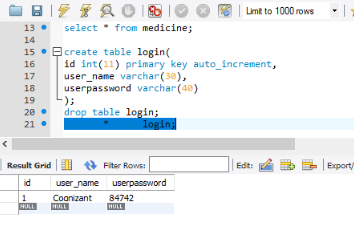 Limit to 1000 rows
13 select * from medicine;
14
15 create table login(
16 id int(11) primary key auto_increment,
17 user_name varchar(30),
18 userpassword varchar(40)
19 );
20 drop table login;
21 * login;
Result Grid Filter Rows: Edit: Export/
id user_name userpassword
1 Cognizant 84742
NULL NULL NULL